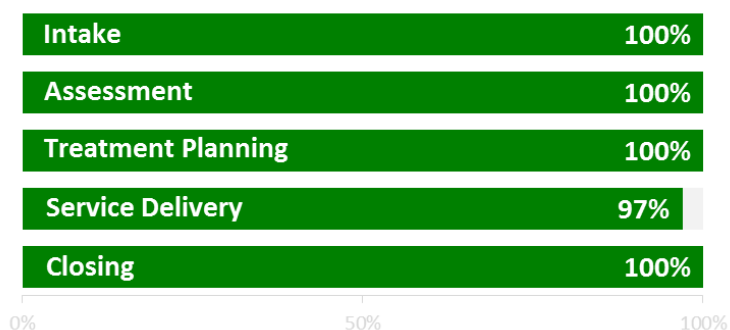 Intake 100%
Assessment 100%
Treatment Planning 100%
Service Delivery 97%
Closing 100%
0% 50% 100%